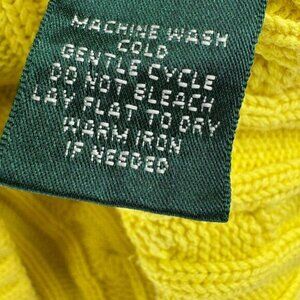 MACHINE WASH
COLD
GENTLE CYCLE
DO NOT BLEACH
LAY FLAT TO DRY
WARM IRON
IF NEEDED